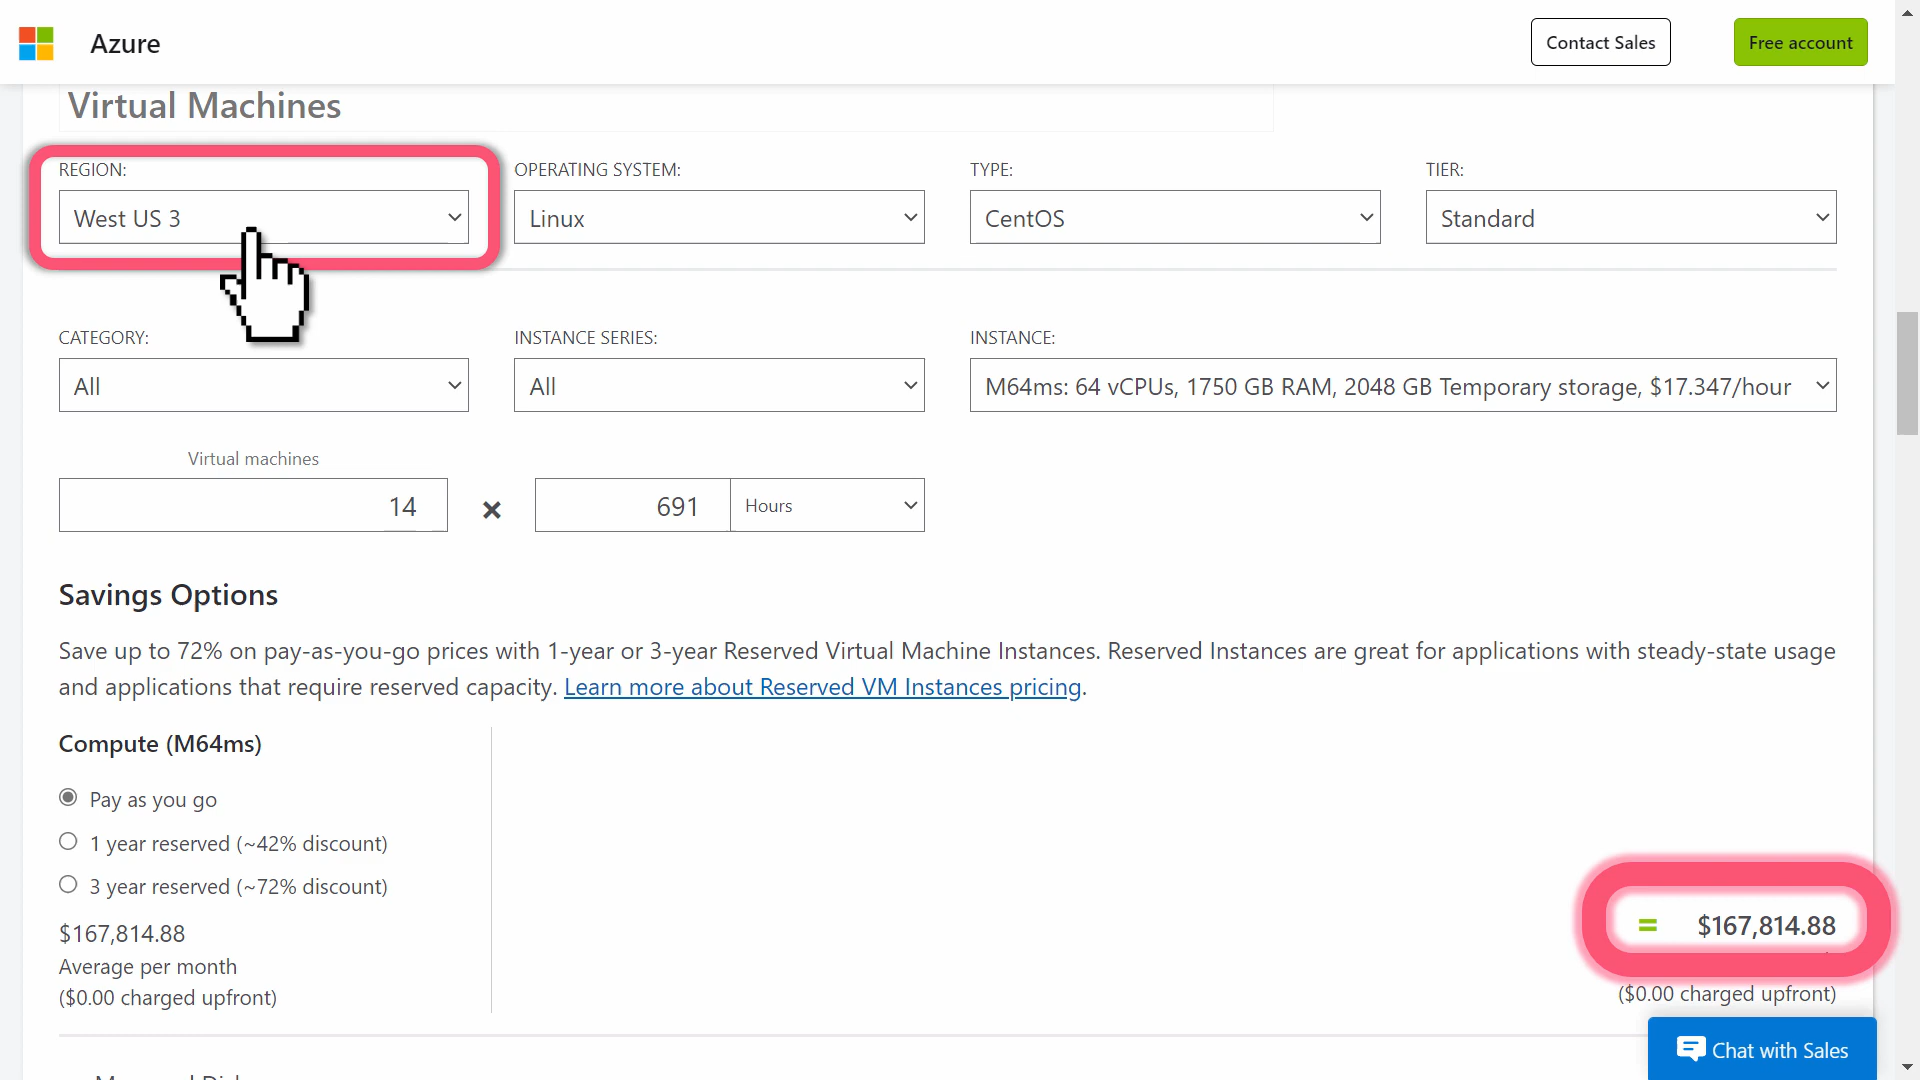 Azure
Contact Sales
Free account
Virtual Machines
REGION:
OPERATING SYSTEM:
TYPE:
TIER:
West US 3
Linux
CentOS
Standard
CATEGORY:
INSTANCE SERIES:
INSTANCE:
All
All
M64ms: 64 vCPUs, 1750 GB RAM, 2048 GB Temporary storage, $17.347/hour
Virtual machines
14
×
691
Hours
Savings Options
Save up to 72% on pay-as-you-go prices with 1-year or 3-year Reserved Virtual Machine Instances. Reserved Instances are great for applications with steady-state usage
and applications that require reserved capacity. Learn more about Reserved VM Instances pricing.
Compute (M64ms)
Pay as you go
1 year reserved (~42% discount)
3 year reserved (~72% discount)
$167,814.88
Average per month
($0.00 charged upfront)
= $167,814.88
($0.00 charged upfront)
Chat with Sales